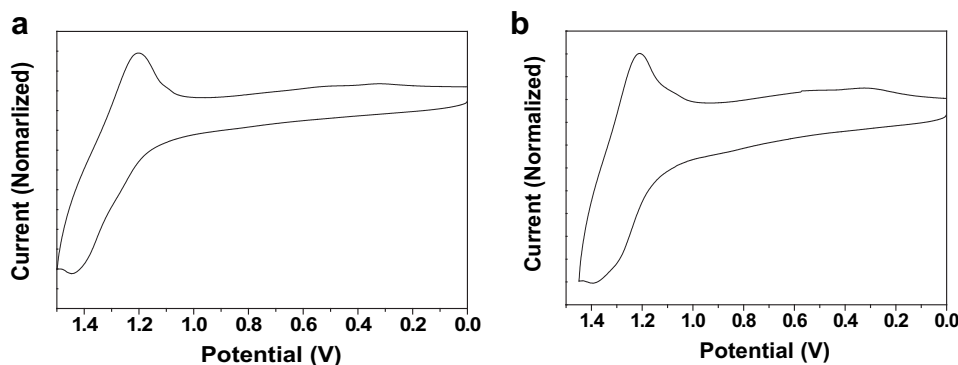 a
Current (Nomarlized)
1.4 1.2 1.0 0.8 0.6 0.4 0.2 0.0
Potential (V)
b
Current (Normalized)
1.4 1.2 1.0 0.8 0.6 0.4 0.2 0.0
Potential (V)